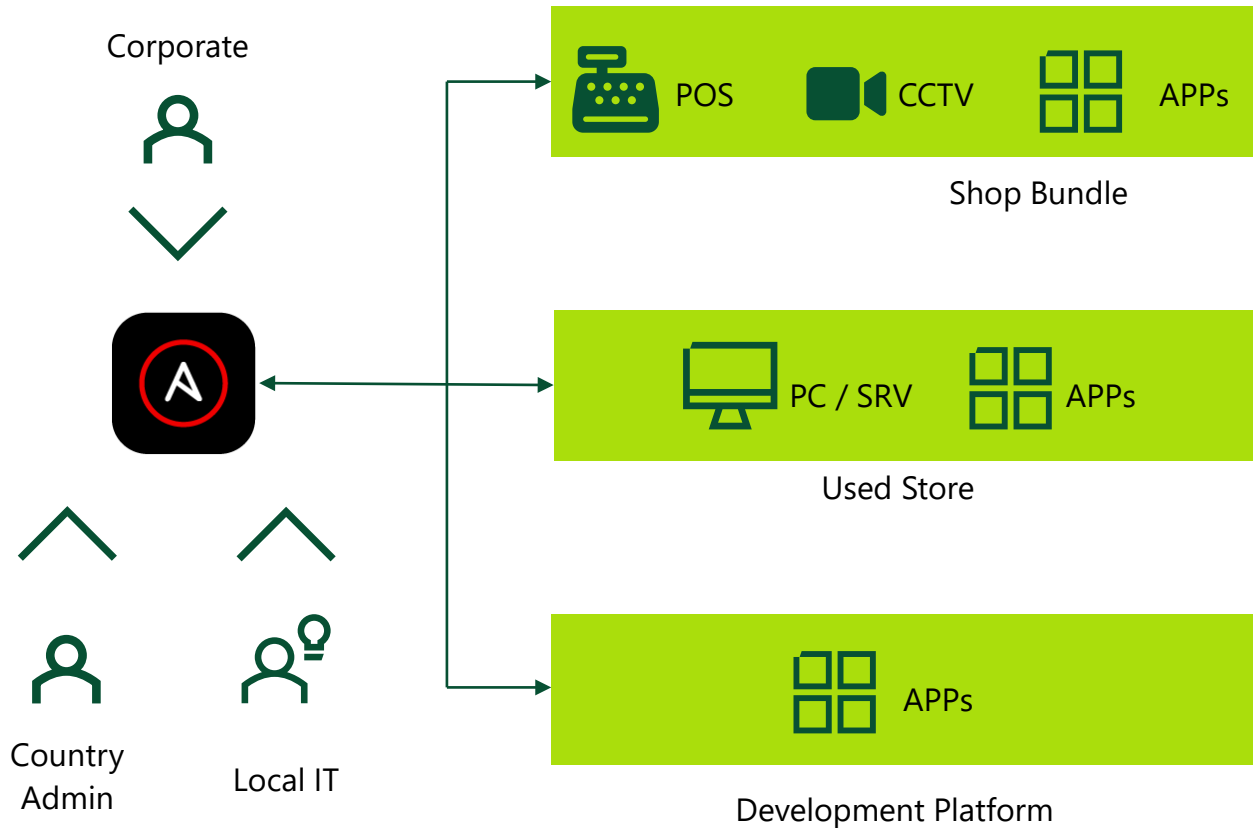 Corporate
POS
CCTV
APPs
Shop Bundle
PC / SRV
APPs
Used Store
Country
Admin
Local IT
APPs
Development Platform